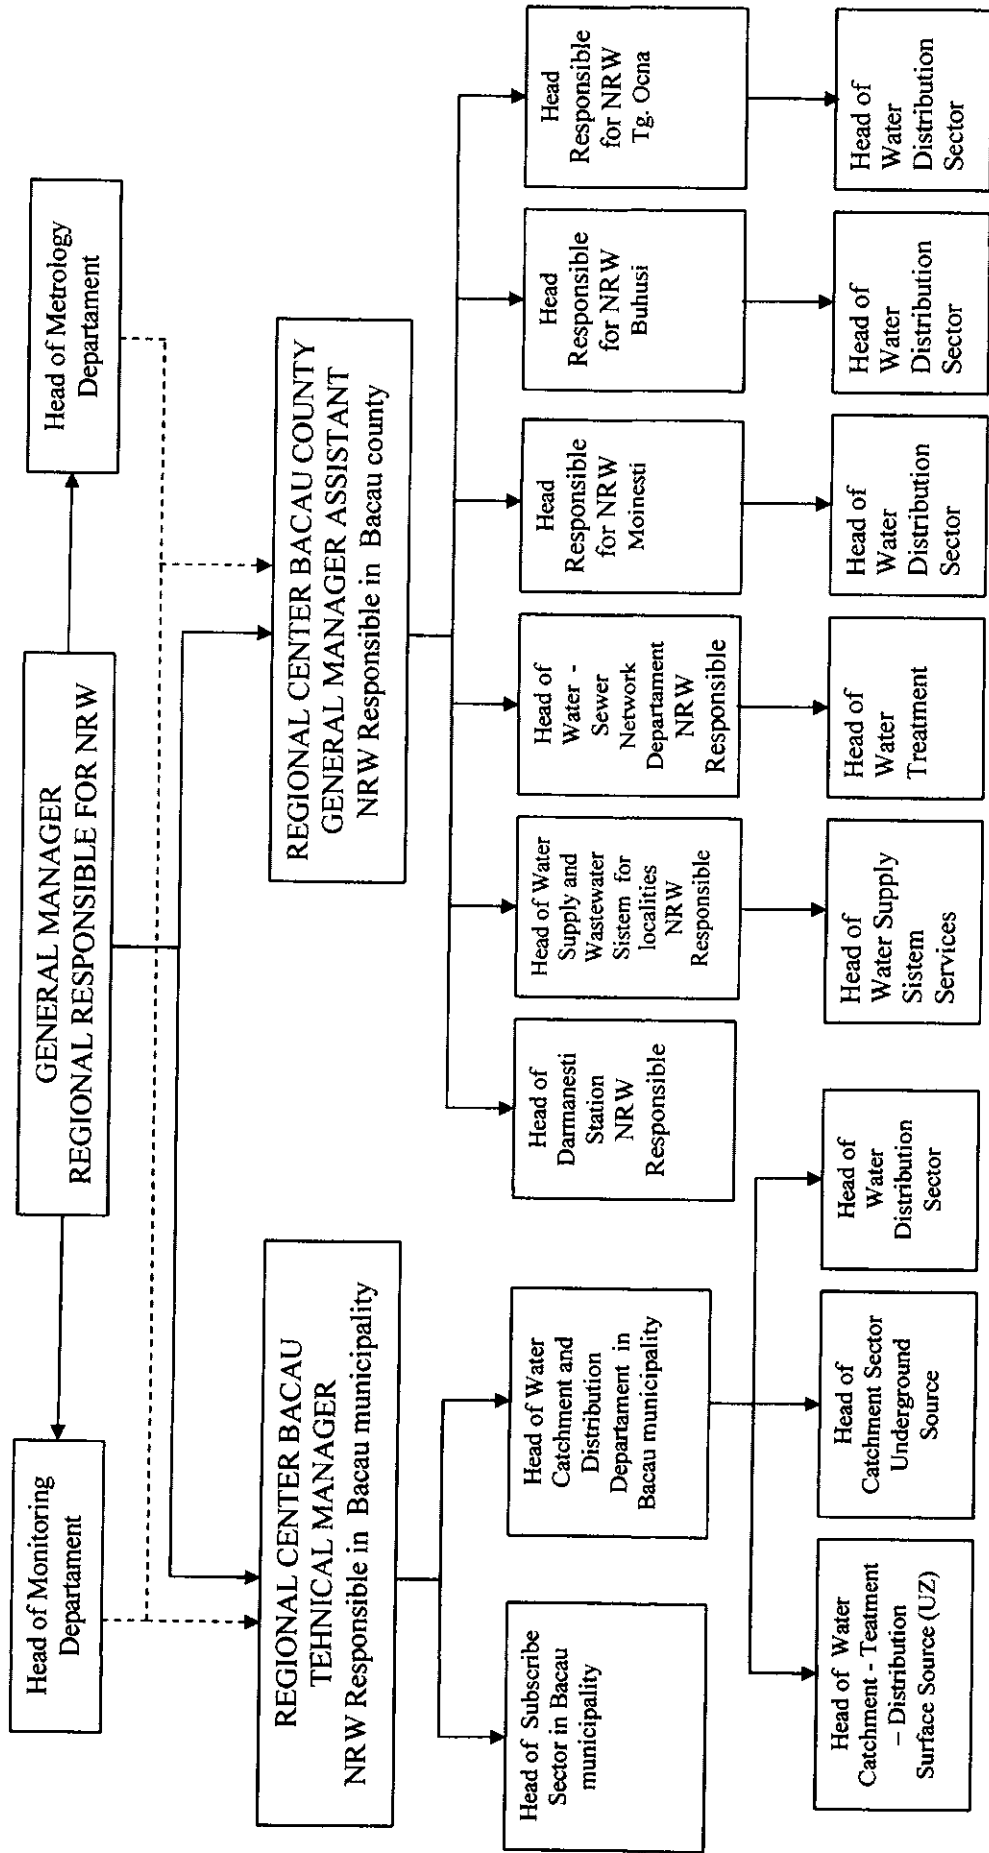 GENERAL MANAGER
REGIONAL RESPONSIBLE FOR NRW
Head of Monitoring
Departament
Head of Metrology
Departament
REGIONAL CENTER BACAU
TEHNICAL MANAGER
NRW Responsible in Bacau municipality
REGIONAL CENTER BACAU COUNTY
GENERAL MANAGER ASSISTANT
NRW Responsible in Bacau county
Head of Subscribe
Sector in Bacau
municipality
Head of Water
Catchment and
Distribution
Departament in
Bacau municipality
Head of
Darmanesti
Station
NRW
Responsible
Head of Water
Supply and
Wastewater
Sistem for
localities
NRW
Responsible
Head of
Water -
Sewer
Network
Departament
NRW
Responsible
Head
Responsible
for NRW
Moinesti
Head
Responsible
for NRW
Buhusi
Head
Responsible
for NRW
Tg. Ocna
Head of Water
Catchment - Teatment
– Distribution
Surface Source (UZ)
Head of
Catchment Sector
Underground
Source
Head of
Water
Distribution
Sector
Head of
Water Supply
Sistem
Services
Head of
Water
Treatment
Head of
Water
Distribution
Sector
Head of
Water
Distribution
Sector
Head of
Water
Distribution
Sector